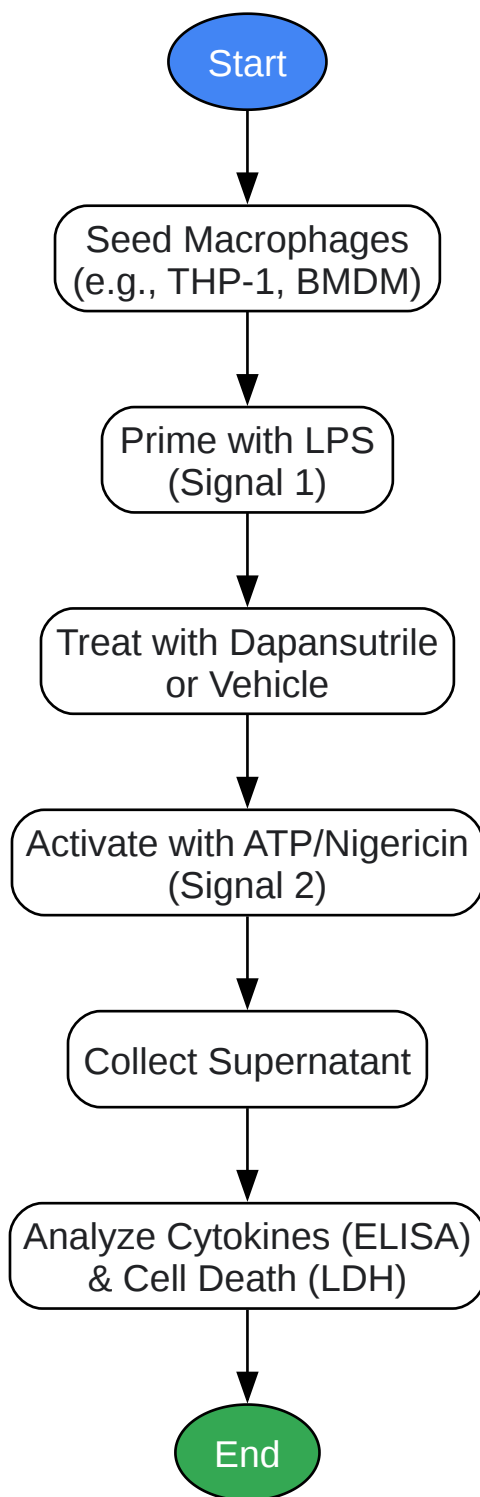 Start
Seed Macrophages
(e.g., THP-1, BMDM)
Prime with LPS
(Signal 1)
Treat with Dapansutrile
or Vehicle
Activate with ATP/Nigericin
(Signal 2)
Collect Supernatant
Analyze Cytokines (ELISA)
& Cell Death (LDH)
End